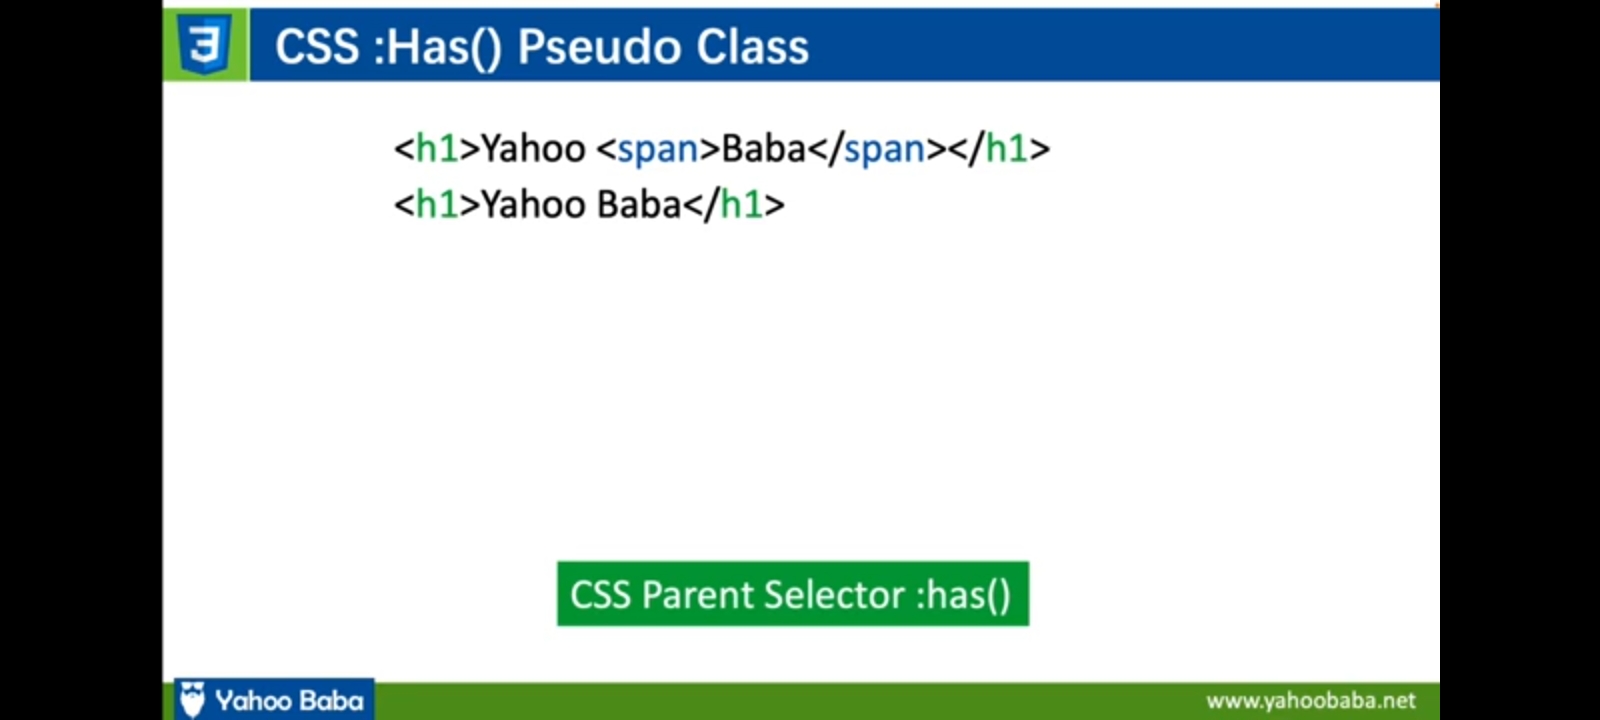 CSS :Has() Pseudo Class
<h1>Yahoo <span>Baba</span></h1>
<h1>Yahoo Baba</h1>
CSS Parent Selector :has()
Yahoo Baba
www.yahoobaba.net